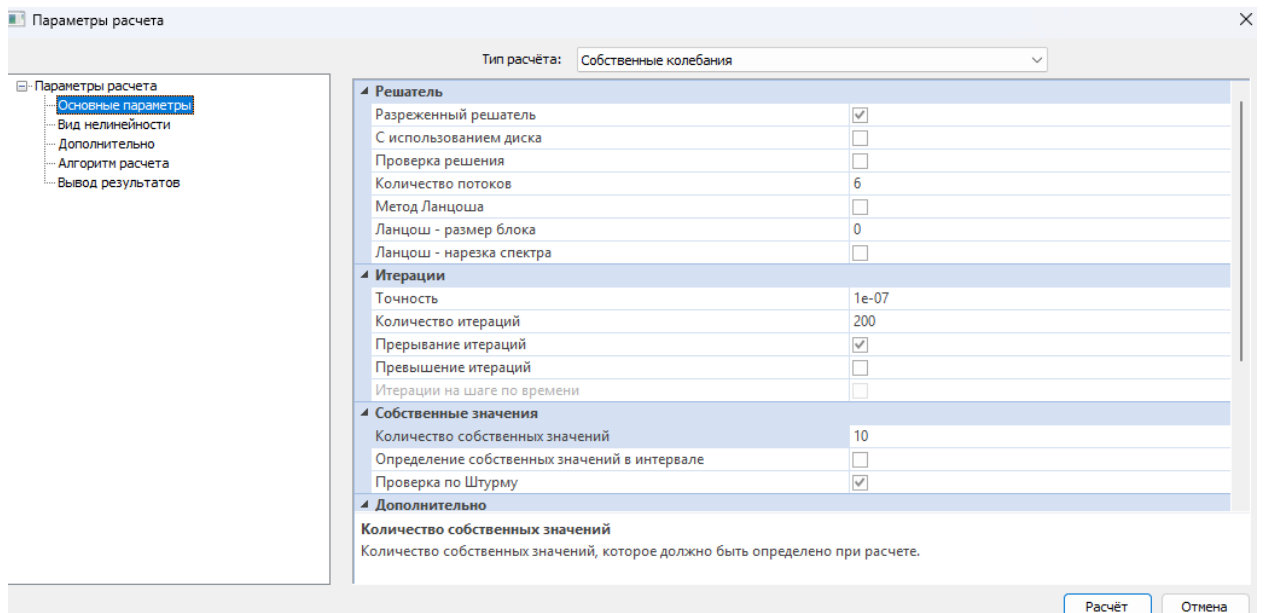 Параметры расчета
Тип расчёта: Собственные колебания
Параметры расчета
Основные параметры
Вид нелинейности
Дополнительно
Алгоритм расчета
Вывод результатов
Решатель
Разреженный решатель
С использованием диска
Проверка решения
Количество потоков 6
Метод Ланцоша
Ланцош - размер блока 0
Ланцош - нарезка спектра
Итерации
Точность 1e-07
Количество итераций 200
Прерывание итераций
Превышение итераций
Итерации на шаге по времени
Собственные значения
Количество собственных значений 10
Определение собственных значений в интервале
Проверка по Штурму
Дополнительно
Количество собственных значений
Количество собственных значений, которое должно быть определено при расчете.
Расчёт Отмена